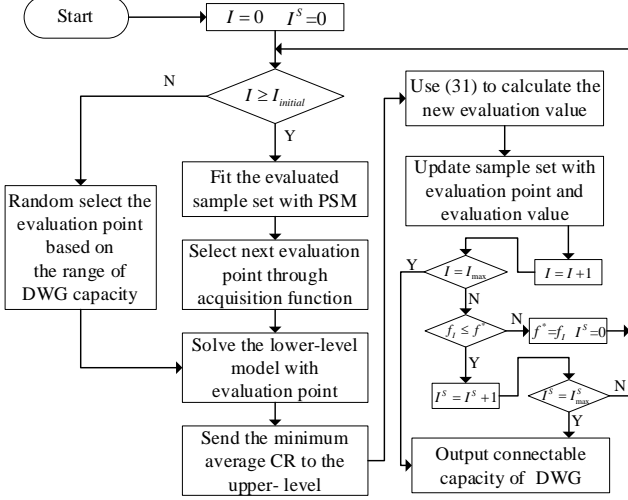 Start
I = 0 I^S = 0
N
I ≥ I_initial
Y
Random select the
evaluation point
based on
the range of
DWG capacity
Fit the evaluated
sample set with PSM
Select next evaluation
point through
acquisition function
Solve the lower-level
model with
evaluation point
Send the minimum
average CR to the
upper- level
Use (31) to calculate the
new evaluation value
Update sample set with
evaluation point and
evaluation value
I = I +1
Y
I = I_max
N
f_I ≤ f^*
N
f^* = f_I I^S =0
Y
I^S = I^S +1
I^S = I^S_max
N
Y
Output connectable
capacity of DWG